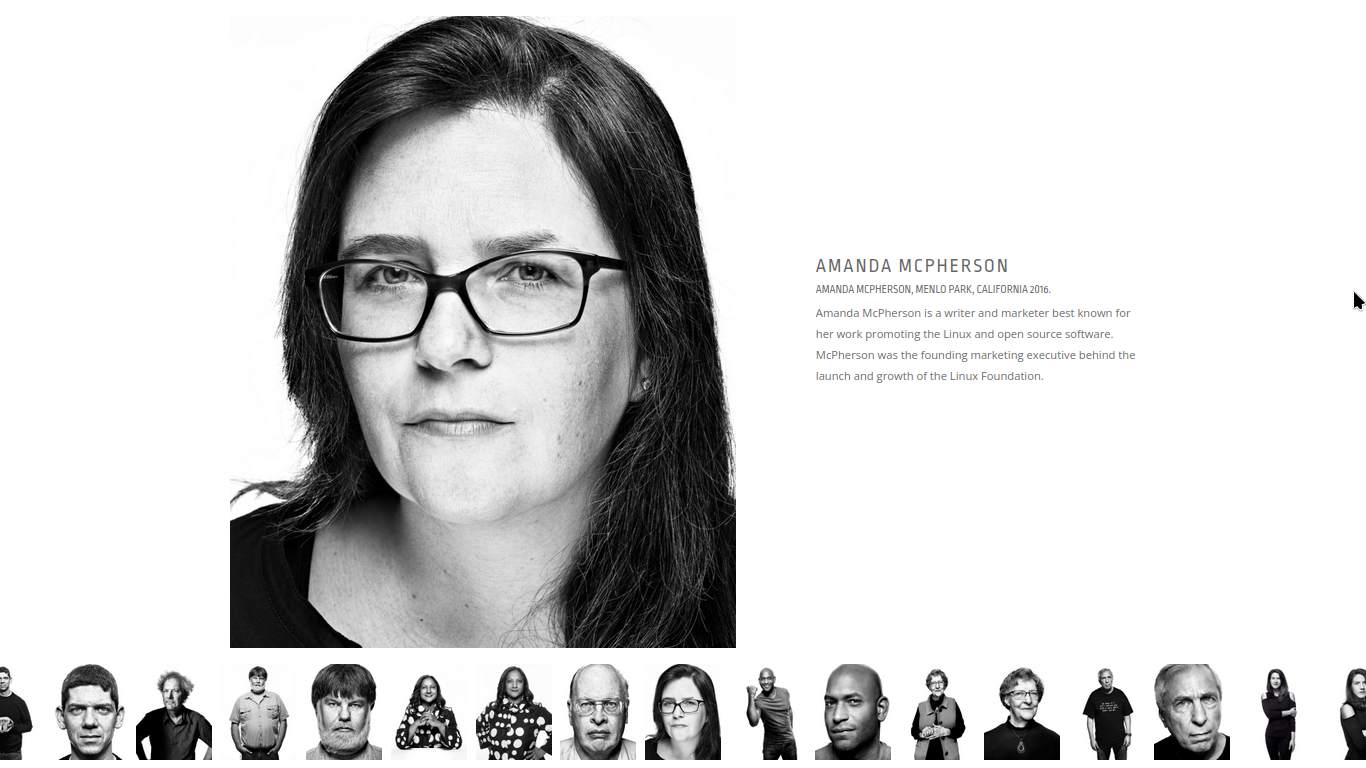 AMANDA MCPHERSON
AMANDA MCPHERSON, MENLO PARK, CALIFORNIA 2016.
Amanda McPherson is a writer and marketer best known for
her work promoting the Linux and open source software.
McPherson was the founding marketing executive behind the
launch and growth of the Linux Foundation.